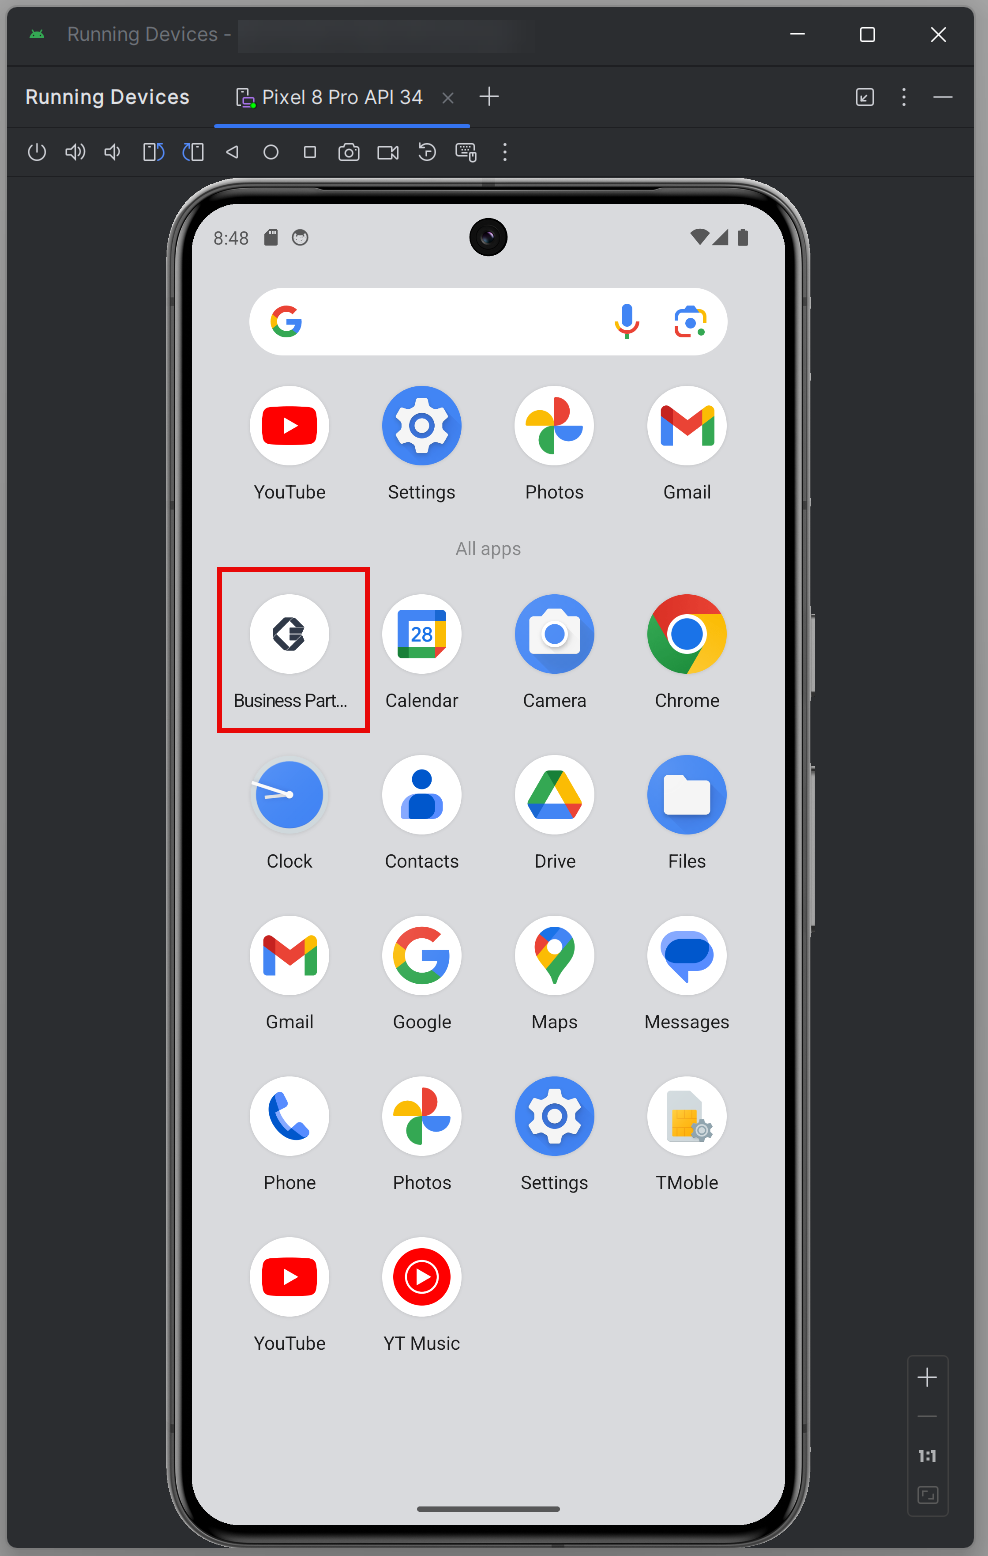 Running Devices -
Running Devices
Pixel 8 Pro API 34
8:48
YouTube
Settings
Photos
Gmail
All apps
Business Part...
28
Calendar
Camera
Chrome
Clock
Contacts
Drive
Files
Gmail
Google
Maps
Messages
Phone
Photos
Settings
TMoble
YouTube
YT Music
1:1